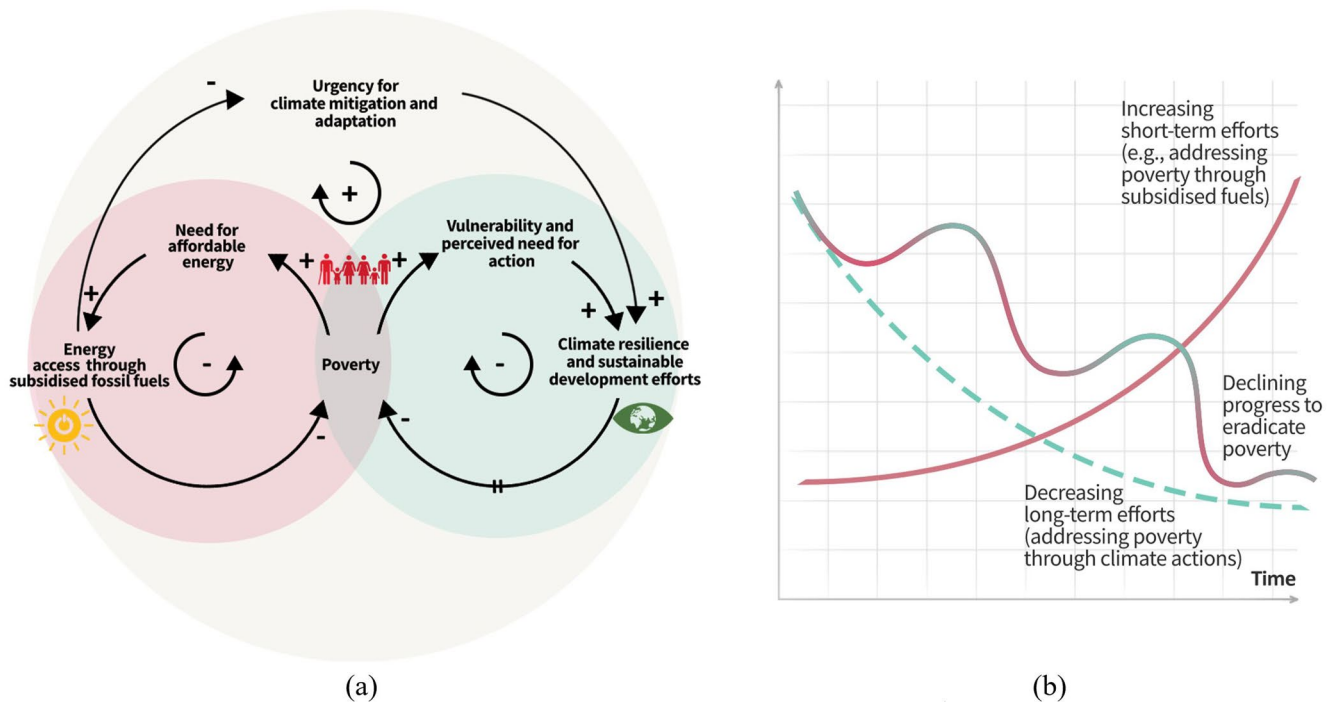 -
Urgency for
climate mitigation and
adaptation
+
Need for
affordable
energy
+
+
Vulnerability and
perceived need for
action
+
+
+
Energy
access through
subsidised fossil fuels
-
Poverty
-
Climate resilience
and sustainable
development efforts
-
-
(a)
Increasing
short-term efforts
(e.g., addressing
poverty through
subsidised fuels)
Declining
progress to
eradicate
poverty
Decreasing
long-term efforts
(addressing poverty
through climate actions)
Time
(b)